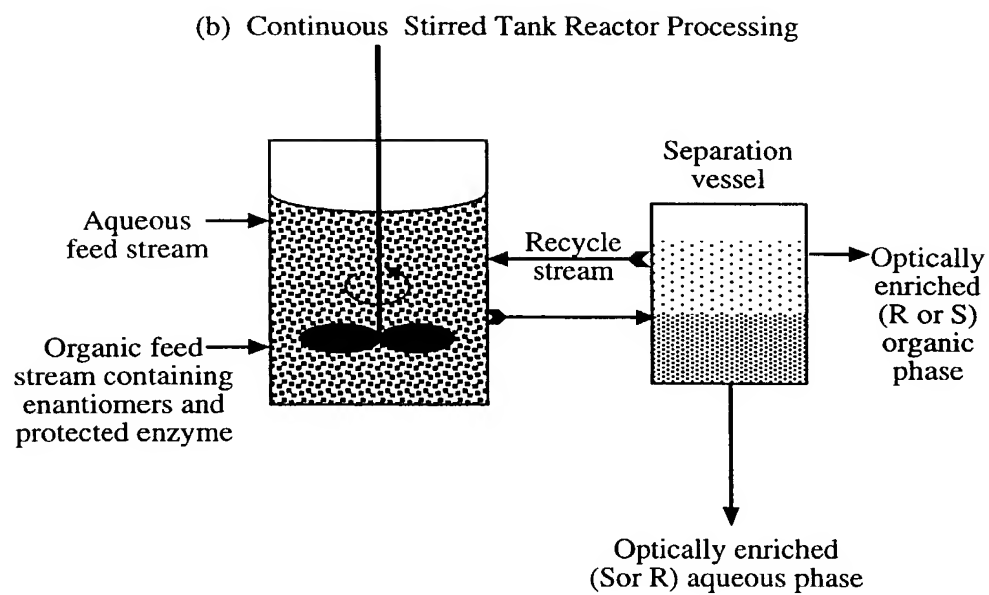 (b) Continuous Stirred Tank Reactor Processing
Separation
vessel
Aqueous
feed stream
Recycle
stream
Optically
enriched
(R or S)
organic
phase
Organic feed
stream containing
enantiomers and
protected enzyme
Optically enriched
(Sor R) aqueous phase